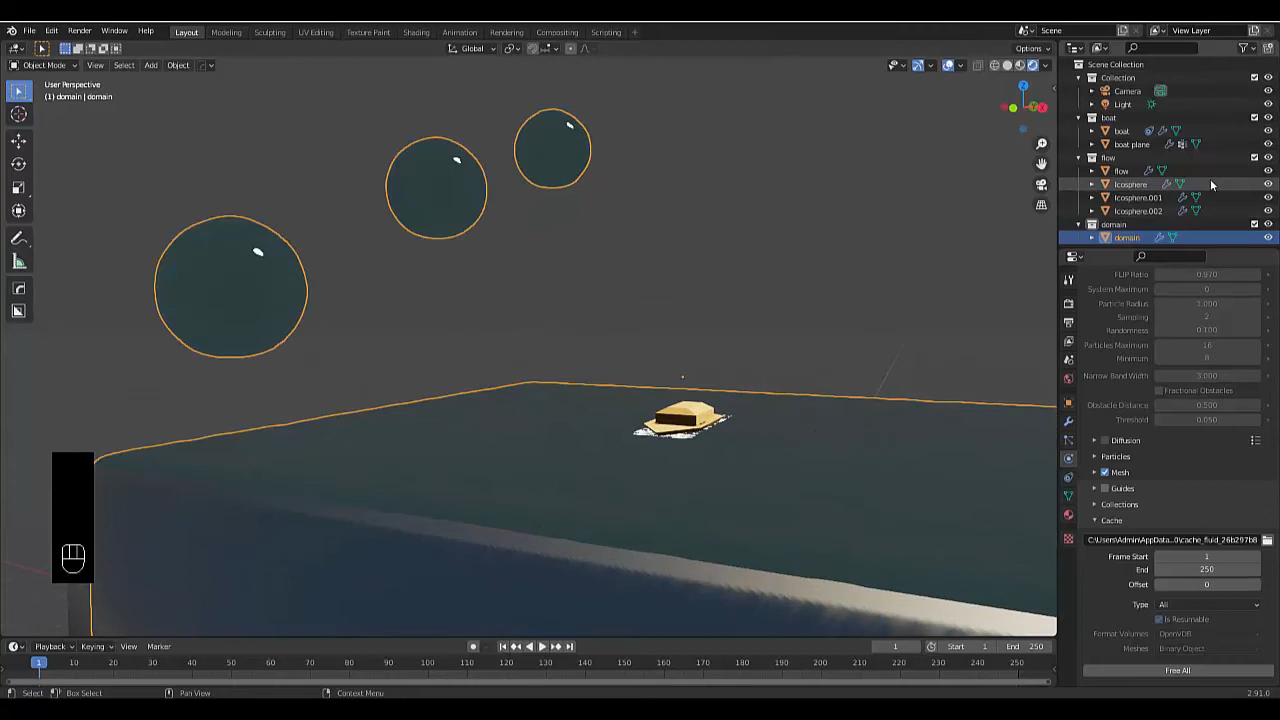 File Edit Render Window Help Layout Modeling Sculpting UV Editing Texture Paint Shading Animation Rendering Compositing Scripting + Scene View Layer
Global Options
Object Mode View Select Add Object
User Perspective
(1) domain | domain
Scene Collection
Collection
Camera
Light
boat
boat
boat plane
flow
flow
Icosphere
Icosphere.001
Icosphere.002
domain
domain
FLIP Ratio 0.970
System Maximum 0
Particle Radius 1.000
Sampling 2
Randomness 0.100
Particles Maximum 16
Minimum 8
Narrow Band Width 3.000
Fractional Obstacles
Obstacle Distance 0.500
Threshold 0.050
Diffusion
Particles
Mesh
Guides
Collections
Cache
C:\Users\Admin\AppData...0\cache_fluid_26b297b8
Frame Start 1
End 250
Offset 0
Type All
Is Resumable
Format Volumes OpenVDB
Meshes Binary Object
Free All
Playback Keying View Marker 1 Start 1 End 250
1 10 20 30 40 50 60 70 80 90 100 110 120 130 140 150 160 170 180 190 200 210 220 230 240 250
Select Box Select Pan View Context Menu 2.91.0